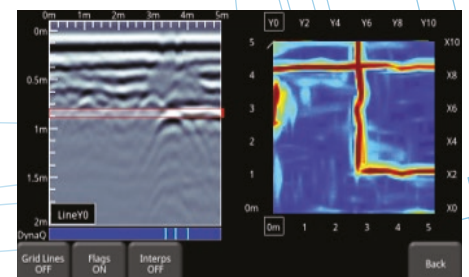 1m 2m 3m 4m 5m
0m
0.5m
1m
1.5m
2m
LineY0
DynaQ
Grid Lines OFF
Flags ON
Interps OFF
Y0 Y2 Y4 Y6 Y8 Y10
5 X10
4 X8
3 X6
2 X4
1 X2
0m X0
0m 1 2 3 4 5
Back